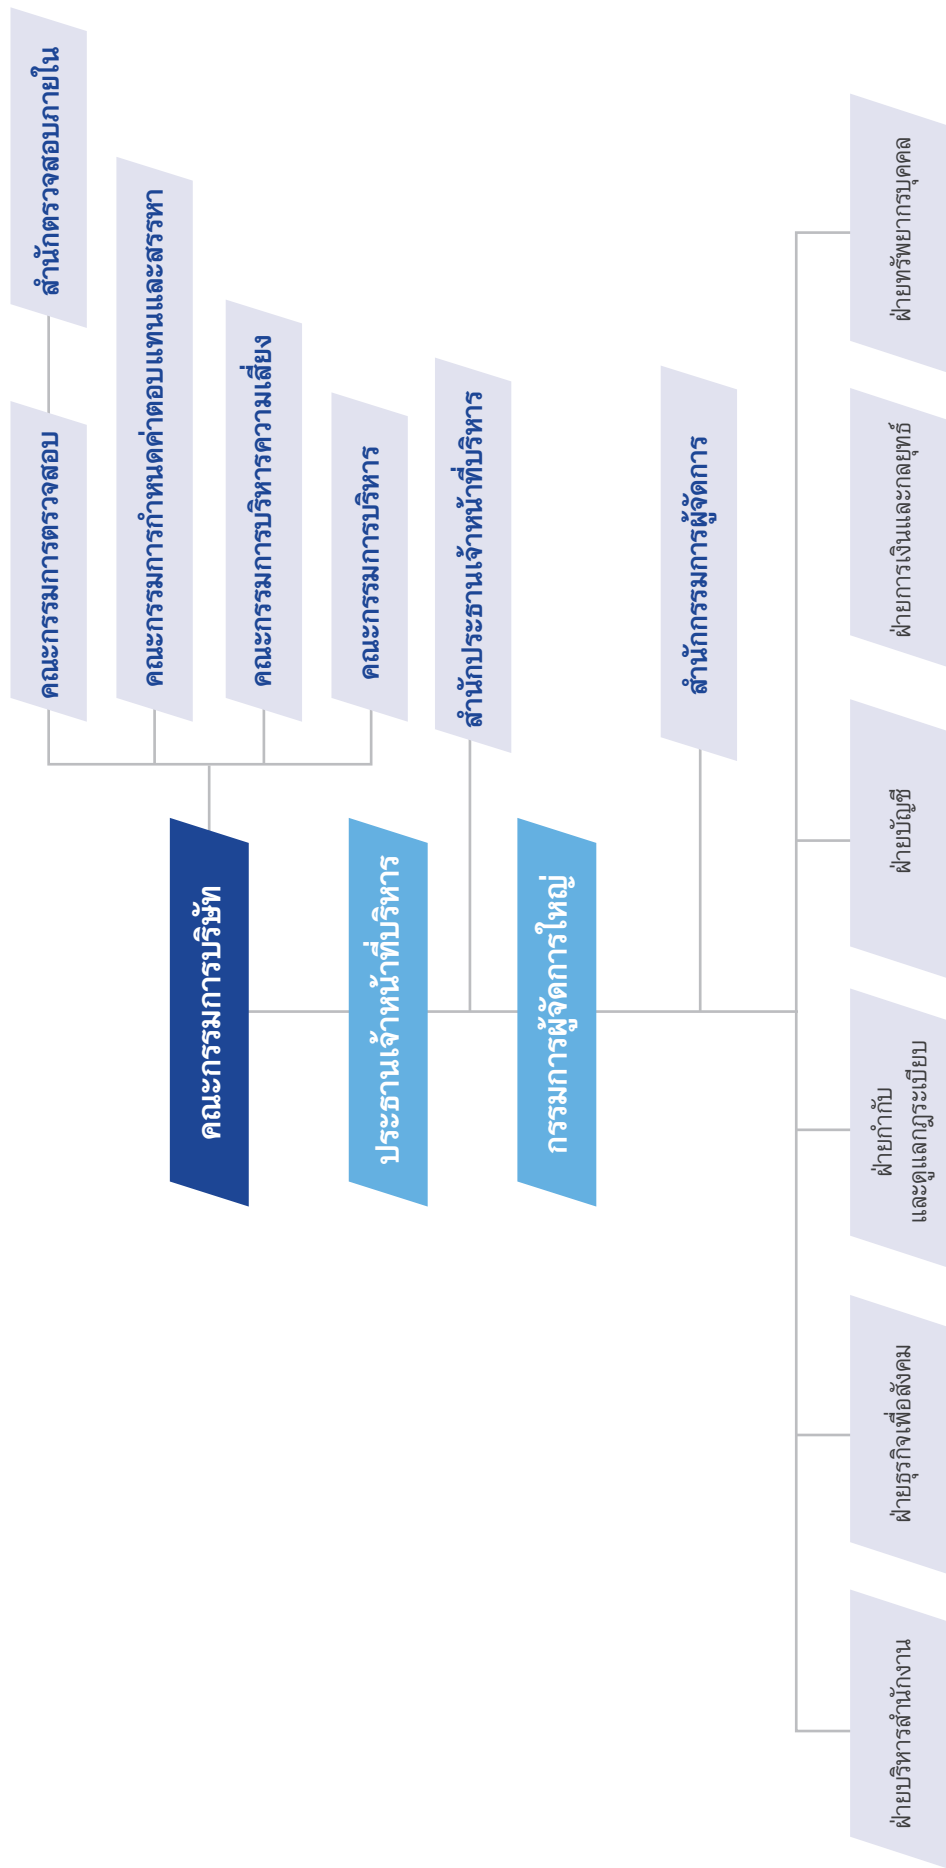 สำนักตรวจสอบภายใน
คณะกรรมการตรวจสอบ
คณะกรรมการกำหนดค่าตอบแทนและสรรหา
คณะกรรมการบริษัท
คณะกรรมการบริหารความเสี่ยง
คณะกรรมการบริหาร
ประธานเจ้าหน้าที่บริหาร
สำนักประธานเจ้าหน้าที่บริหาร
กรรมการผู้จัดการใหญ่
สำนักกรรมการผู้จัดการ
ฝ่ายบริหารสำนักงาน
ฝ่ายธุรกิจเพื่อสังคม
ฝ่ายกำกับ
และดูแลกฎระเบียบ
ฝ่ายบัญชี
ฝ่ายการเงินและกลยุทธ์
ฝ่ายทรัพยากรบุคคล